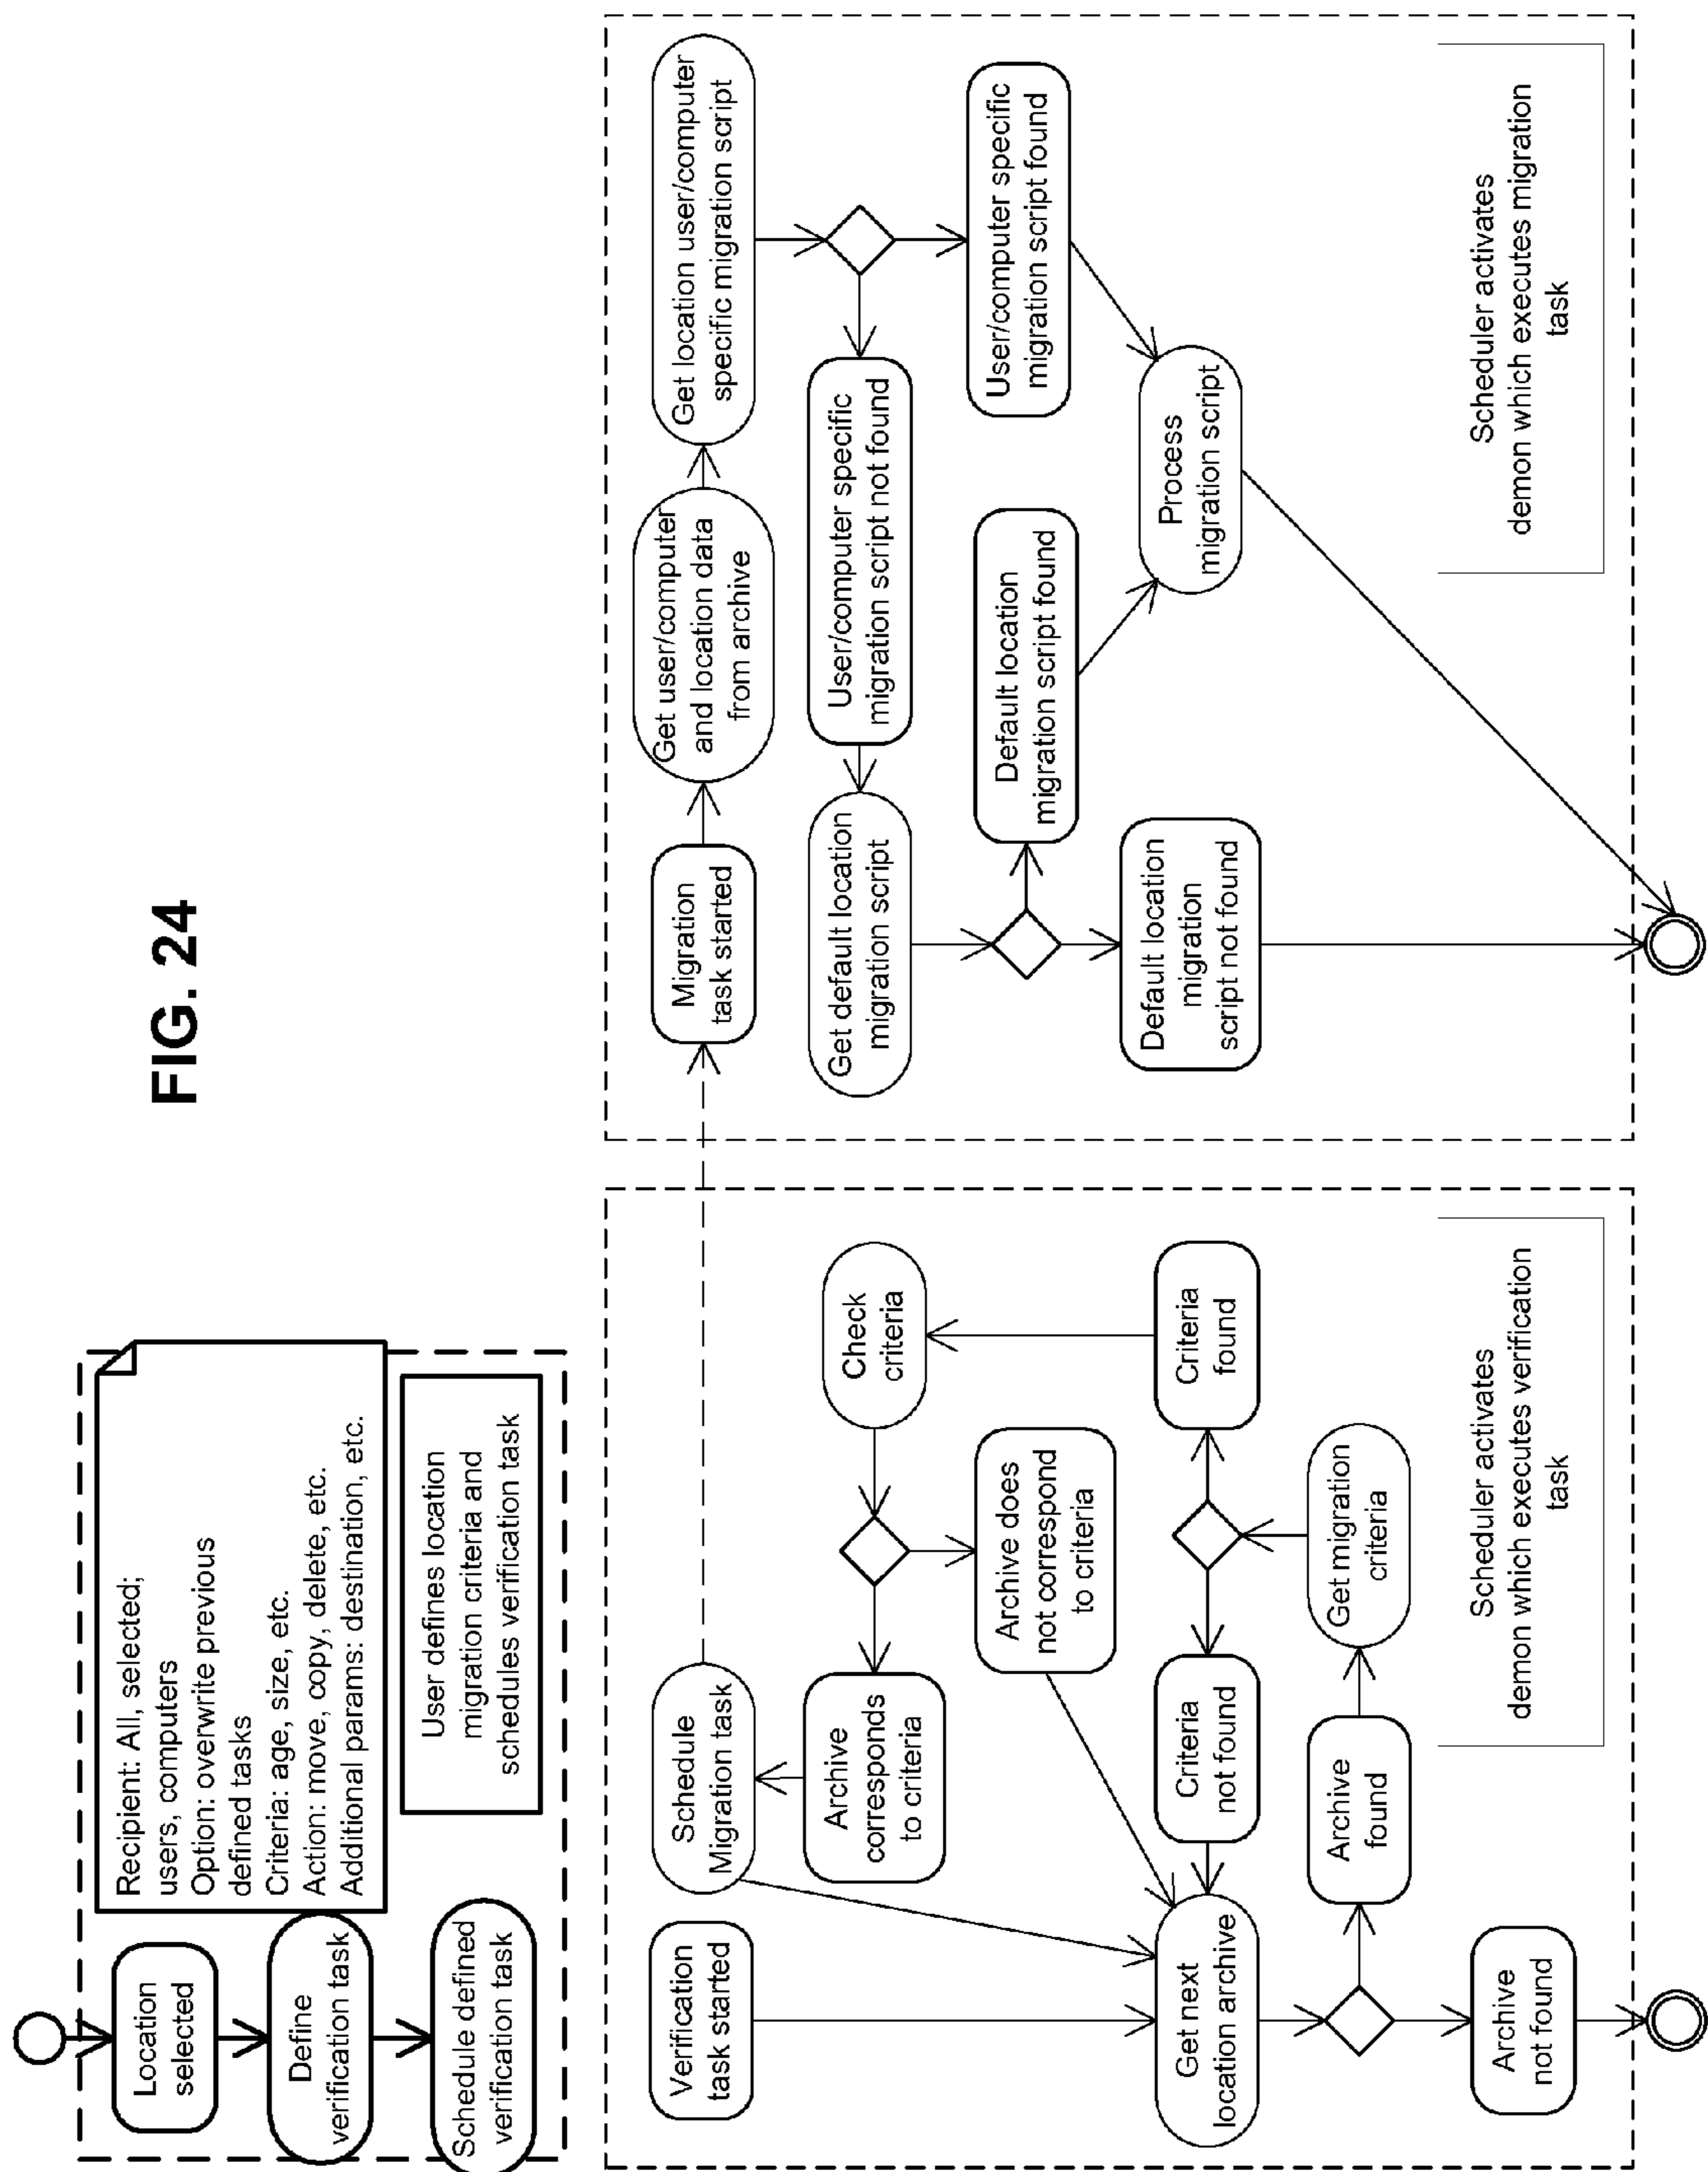 FIG. 24
Location
selected
Define
verification task
Schedule defined
verification task
Recipient: All, selected;
users, computers
Option: overwrite previous
defined tasks
Criteria: age, size, etc.
Action: move, copy, delete, etc.
Additional params: destination, etc.
User defines location
migration criteria and
schedules verification task
Verification
task started
Schedule
Migration task
Archive
corresponds
to criteria
Check
criteria
Archive does
not correspond
to criteria
Get next
location archive
Criteria
not found
Criteria
found
Archive
found
Get migration
criteria
Archive
not found
Scheduler activates
demon which executes verification
task
Migration
task started
Get user/computer
and location data
from archive
Get location user/computer
specific migration script
Get default location
migration script
User/computer specific
migration script not found
Default location
migration script found
User/computer specific
migration script found
Default location
migration
script not found
Process
migration script
Scheduler activates
demon which executes migration
task